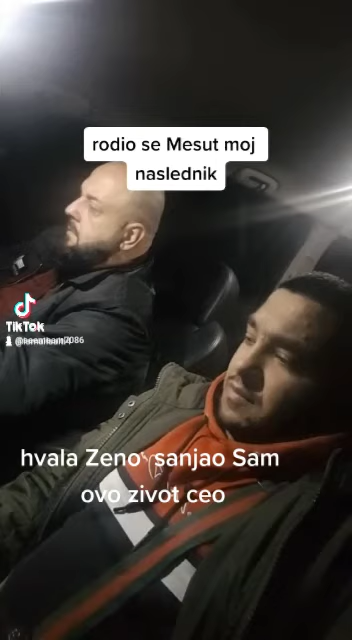 rodio se Mesut moj
naslednik
TikTok
hvala Zeno sanjao Sam
ovo zivot ceo